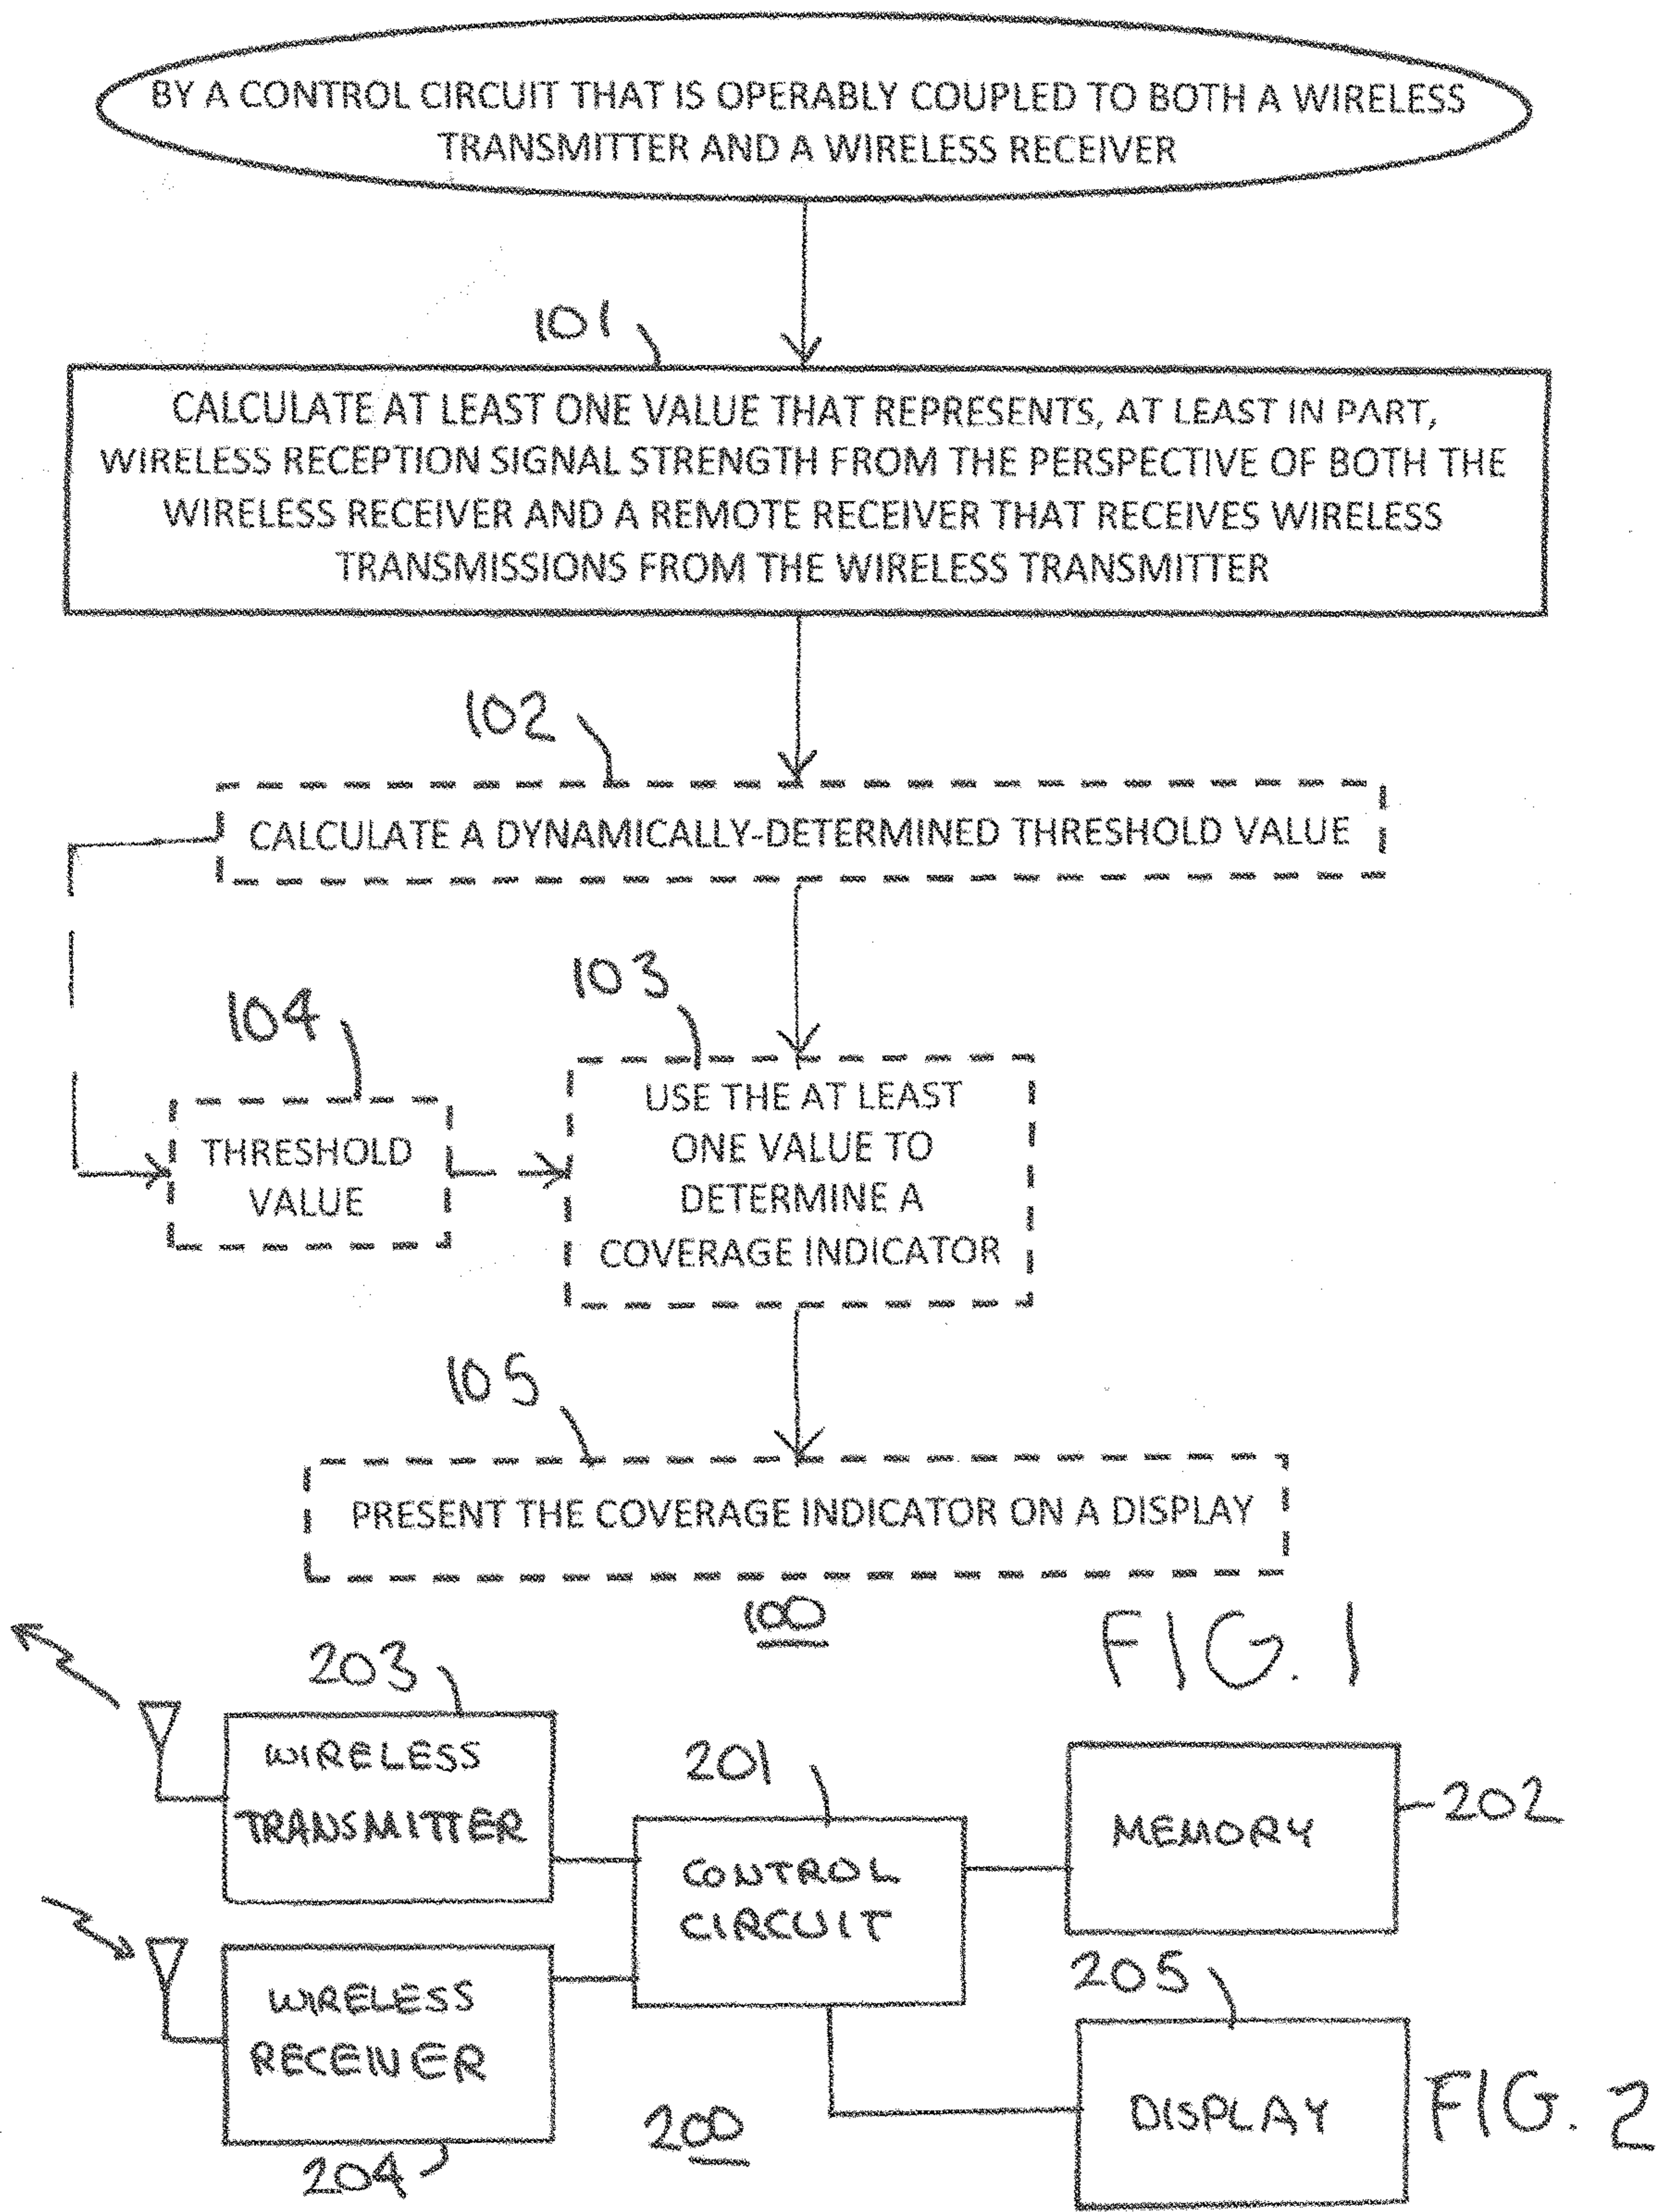 BY A CONTROL CIRCUIT THAT IS OPERABLY COUPLED TO BOTH A WIRELESS
TRANSMITTER AND A WIRELESS RECEIVER
101
CALCULATE AT LEAST ONE VALUE THAT REPRESENTS, AT LEAST IN PART,
WIRELESS RECEPTION SIGNAL STRENGTH FROM THE PERSPECTIVE OF BOTH THE
WIRELESS RECEIVER AND A REMOTE RECEIVER THAT RECEIVES WIRELESS
TRANSMISSIONS FROM THE WIRELESS TRANSMITTER
102
CALCULATE A DYNAMICALLY-DETERMINED THRESHOLD VALUE
103
104
USE THE AT LEAST
ONE VALUE TO
DETERMINE A
COVERAGE INDICATOR
THRESHOLD
VALUE
105
PRESENT THE COVERAGE INDICATOR ON A DISPLAY
100
FIG. 1
203
WIRELESS
TRANSMITTER
201
CONTROL
CIRCUIT
MEMORY
202
WIRELESS
RECEIVER
204
205
DISPLAY
200
FIG. 2